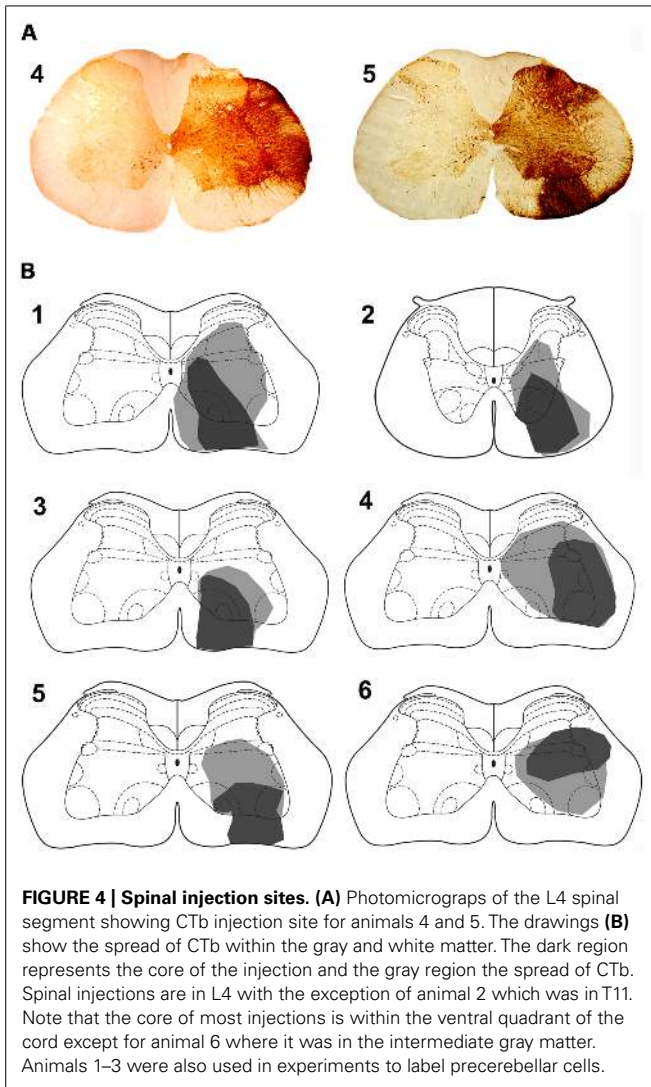 A
4 5
B
1 2
3 4
5 6
FIGURE 4 | Spinal injection sites. (A) Photomicrograps of the L4 spinal
segment showing CTb injection site for animals 4 and 5. The drawings (B)
show the spread of CTb within the gray and white matter. The dark region
represents the core of the injection and the gray region the spread of CTb.
Spinal injections are in L4 with the exception of animal 2 which was in T11.
Note that the core of most injections is within the ventral quadrant of the
cord except for animal 6 where it was in the intermediate gray matter.
Animals 1–3 were also used in experiments to label precerebellar cells.